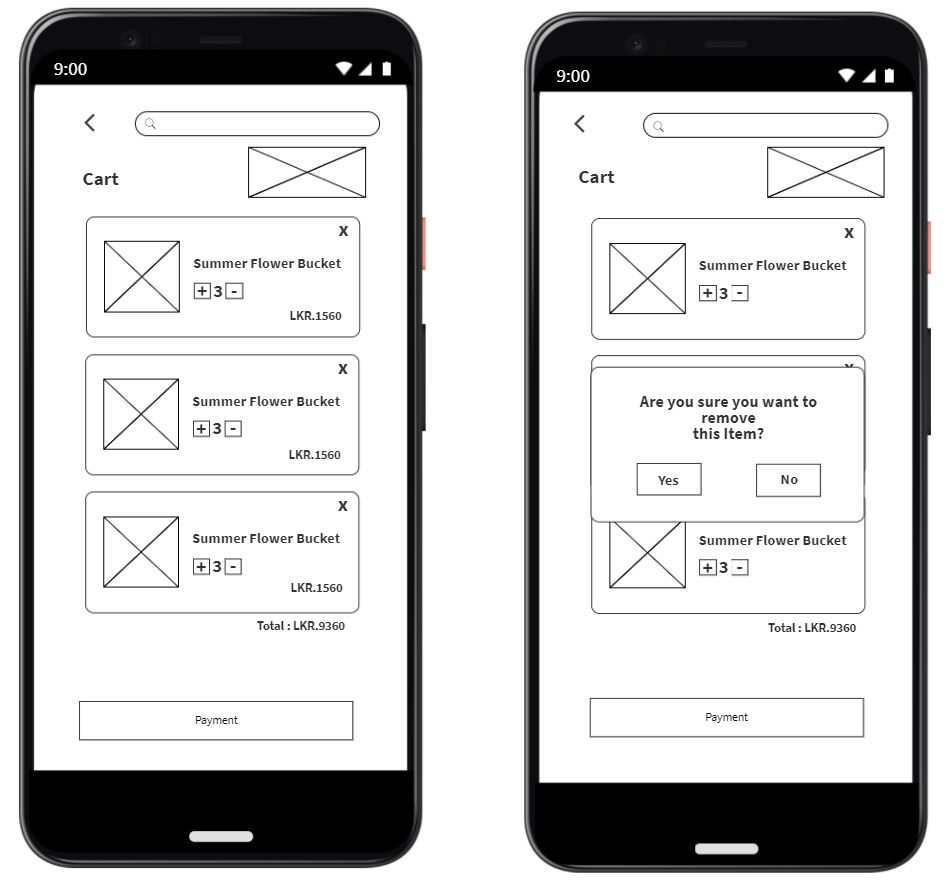 9:00
Cart
X
Summer Flower Bucket
+ 3 -
LKR.1560
X
Summer Flower Bucket
+ 3 -
LKR.1560
X
Summer Flower Bucket
+ 3 -
LKR.1560
Total : LKR.9360
Payment
9:00
Cart
X
Summer Flower Bucket
+ 3 -
Are you sure you want to
remove
this Item?
Yes No
Summer Flower Bucket
+ 3 -
Total : LKR.9360
Payment